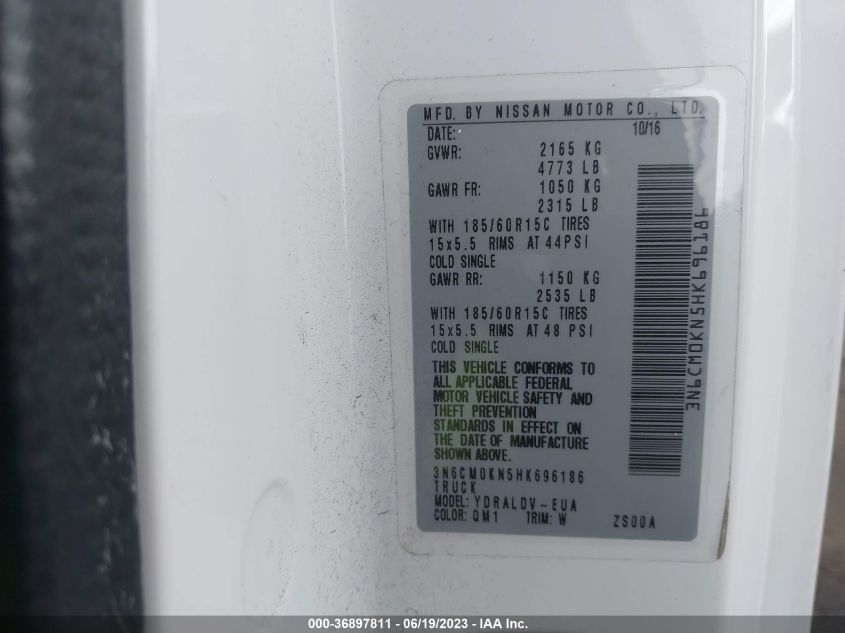 MFD. BY NISSAN MOTOR CO., LTD.
DATE: 10/16
GVWR: 2165 KG
4773 LB
GAWR FR: 1050 KG
2315 LB
WITH 185/60R15C TIRES
15x5.5 RIMS AT 44PSI
COLD SINGLE
GAWR RR: 1150 KG
2535 LB
WITH 185/60R15C TIRES
15x5.5 RIMS AT 48 PSI
COLD SINGLE
THIS VEHICLE CONFORMS TO
ALL APPLICABLE FEDERAL
MOTOR VEHICLE SAFETY AND
THEFT PREVENTION
STANDARDS IN EFFECT ON
THE DATE OF MANUFACTURE
SHOWN ABOVE.
3N6CM0KN5HK696186
TRUCK
MODEL: YDRALDV-EUA
COLOR: QM1 TRIM: W ZS00A
3N6CM0KN5HK696186
000-36897811 - 06/19/2023 - IAA Inc.